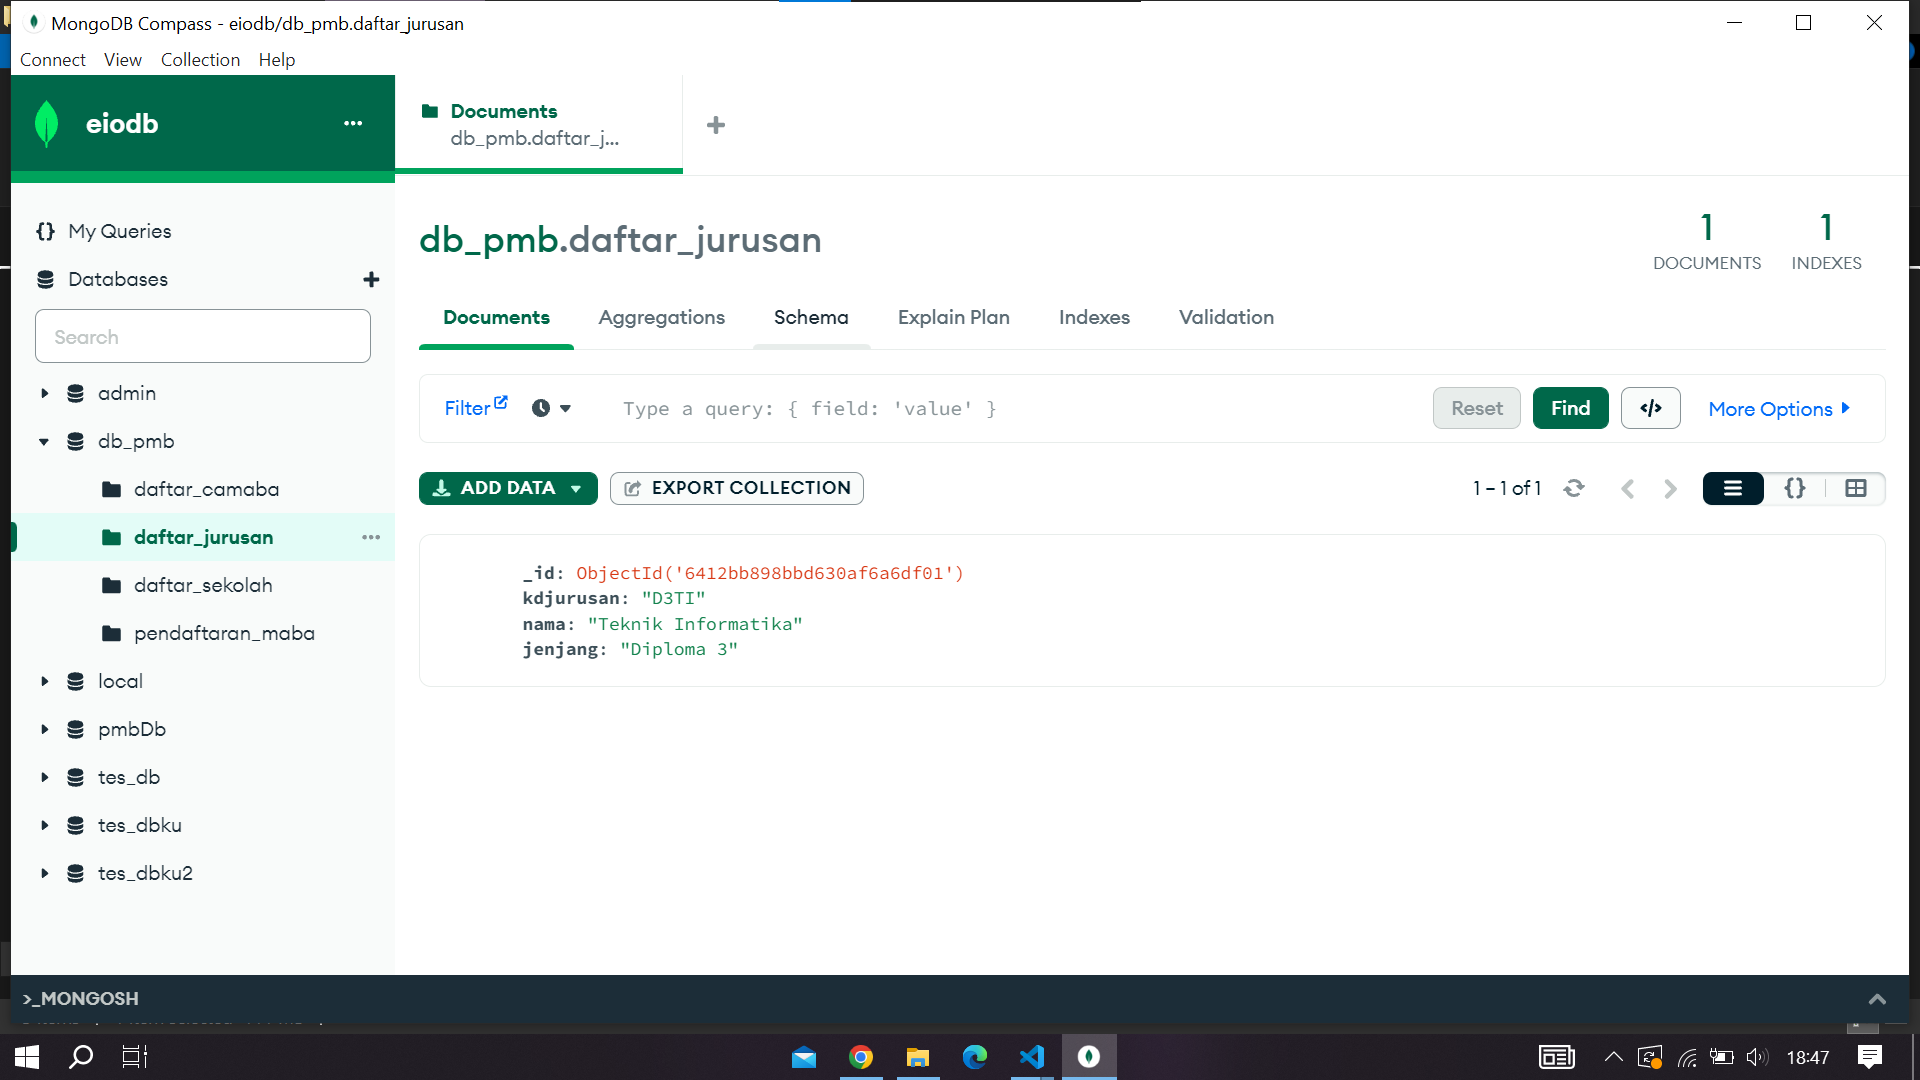 MongoDB Compass - eiodb/db_pmb.daftar_jurusan
Connect View Collection Help
eiodb
Documents
db_pmb.daftar_j...
My Queries
Databases
Search
admin
db_pmb
daftar_camaba
daftar_jurusan
daftar_sekolah
pendaftaran_maba
local
pmbDb
tes_db
tes_dbku
tes_dbku2
db_pmb.daftar_jurusan
1
DOCUMENTS
1
INDEXES
Documents Aggregations Schema Explain Plan Indexes Validation
Filter Type a query: { field: 'value' } Reset Find </> More Options
ADD DATA EXPORT COLLECTION 1 – 1 of 1 {}
_id: ObjectId('6412bb898bbd630af6a6df01')
kdjurusan: "D3TI"
nama: "Teknik Informatika"
jenjang: "Diploma 3"
>_MONGOSH
18:47